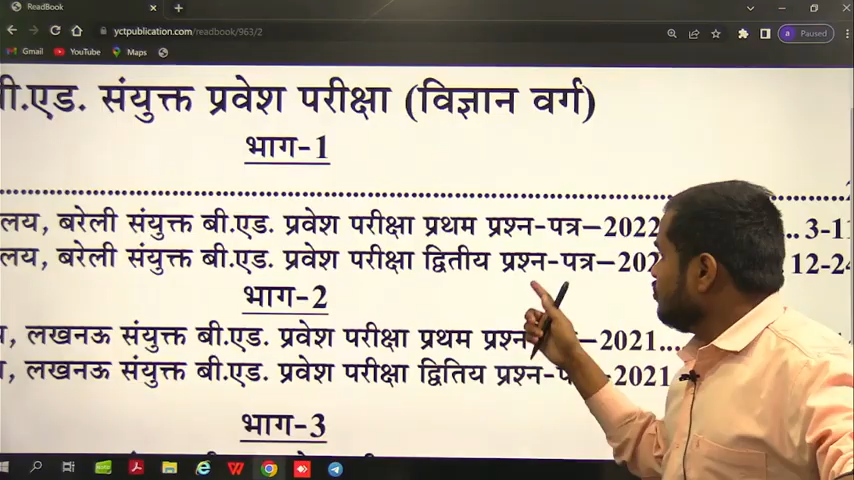 ReadBook
yctpublication.com/readbook/963/2
Paused
Gmail
YouTube
Maps
बी.एड. संयुक्त प्रवेश परीक्षा (विज्ञान वर्ग)
भाग-1
लय, बरेली संयुक्त बी.एड. प्रवेश परीक्षा प्रथम प्रश्न-पत्र–2022 ... 3-11
लय, बरेली संयुक्त बी.एड. प्रवेश परीक्षा द्वितीय प्रश्न-पत्र–202 12-24
भाग-2
लखनऊ संयुक्त बी.एड. प्रवेश परीक्षा प्रथम प्रश्न –2021....
लखनऊ संयुक्त बी.एड. प्रवेश परीक्षा द्वितिय प्रश्न-प –2021
भाग-3